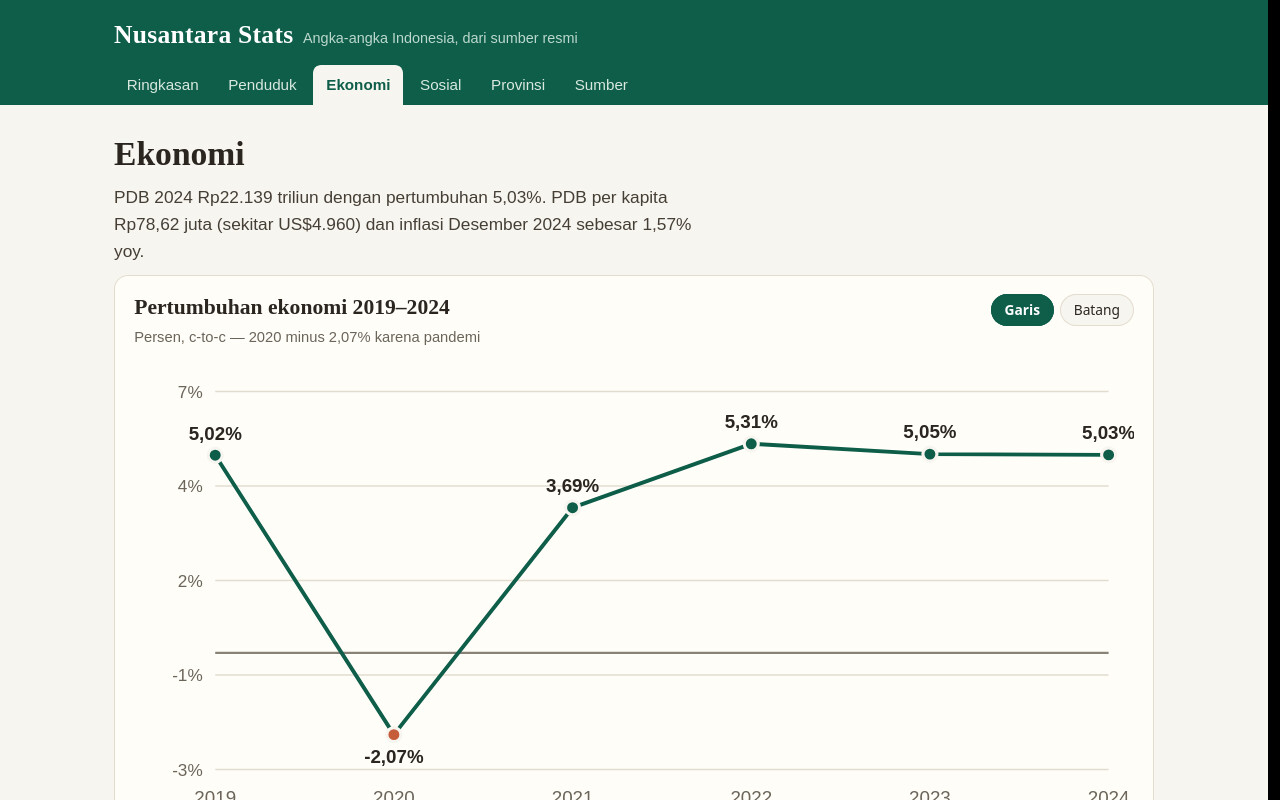 Nusantara Stats Angka-angka Indonesia, dari sumber resmi
Ringkasan Penduduk Ekonomi Sosial Provinsi Sumber
Ekonomi
PDB 2024 Rp22.139 triliun dengan pertumbuhan 5,03%. PDB per kapita
Rp78,62 juta (sekitar US$4.960) dan inflasi Desember 2024 sebesar 1,57%
yoy.
Pertumbuhan ekonomi 2019–2024
Garis Batang
Persen, c-to-c — 2020 minus 2,07% karena pandemi
7%
5,31%
5,02% 5,05% 5,03%
4% 3,69%
2%
-1%
-2,07%
-3%
2019 2020 2021 2022 2023 2024